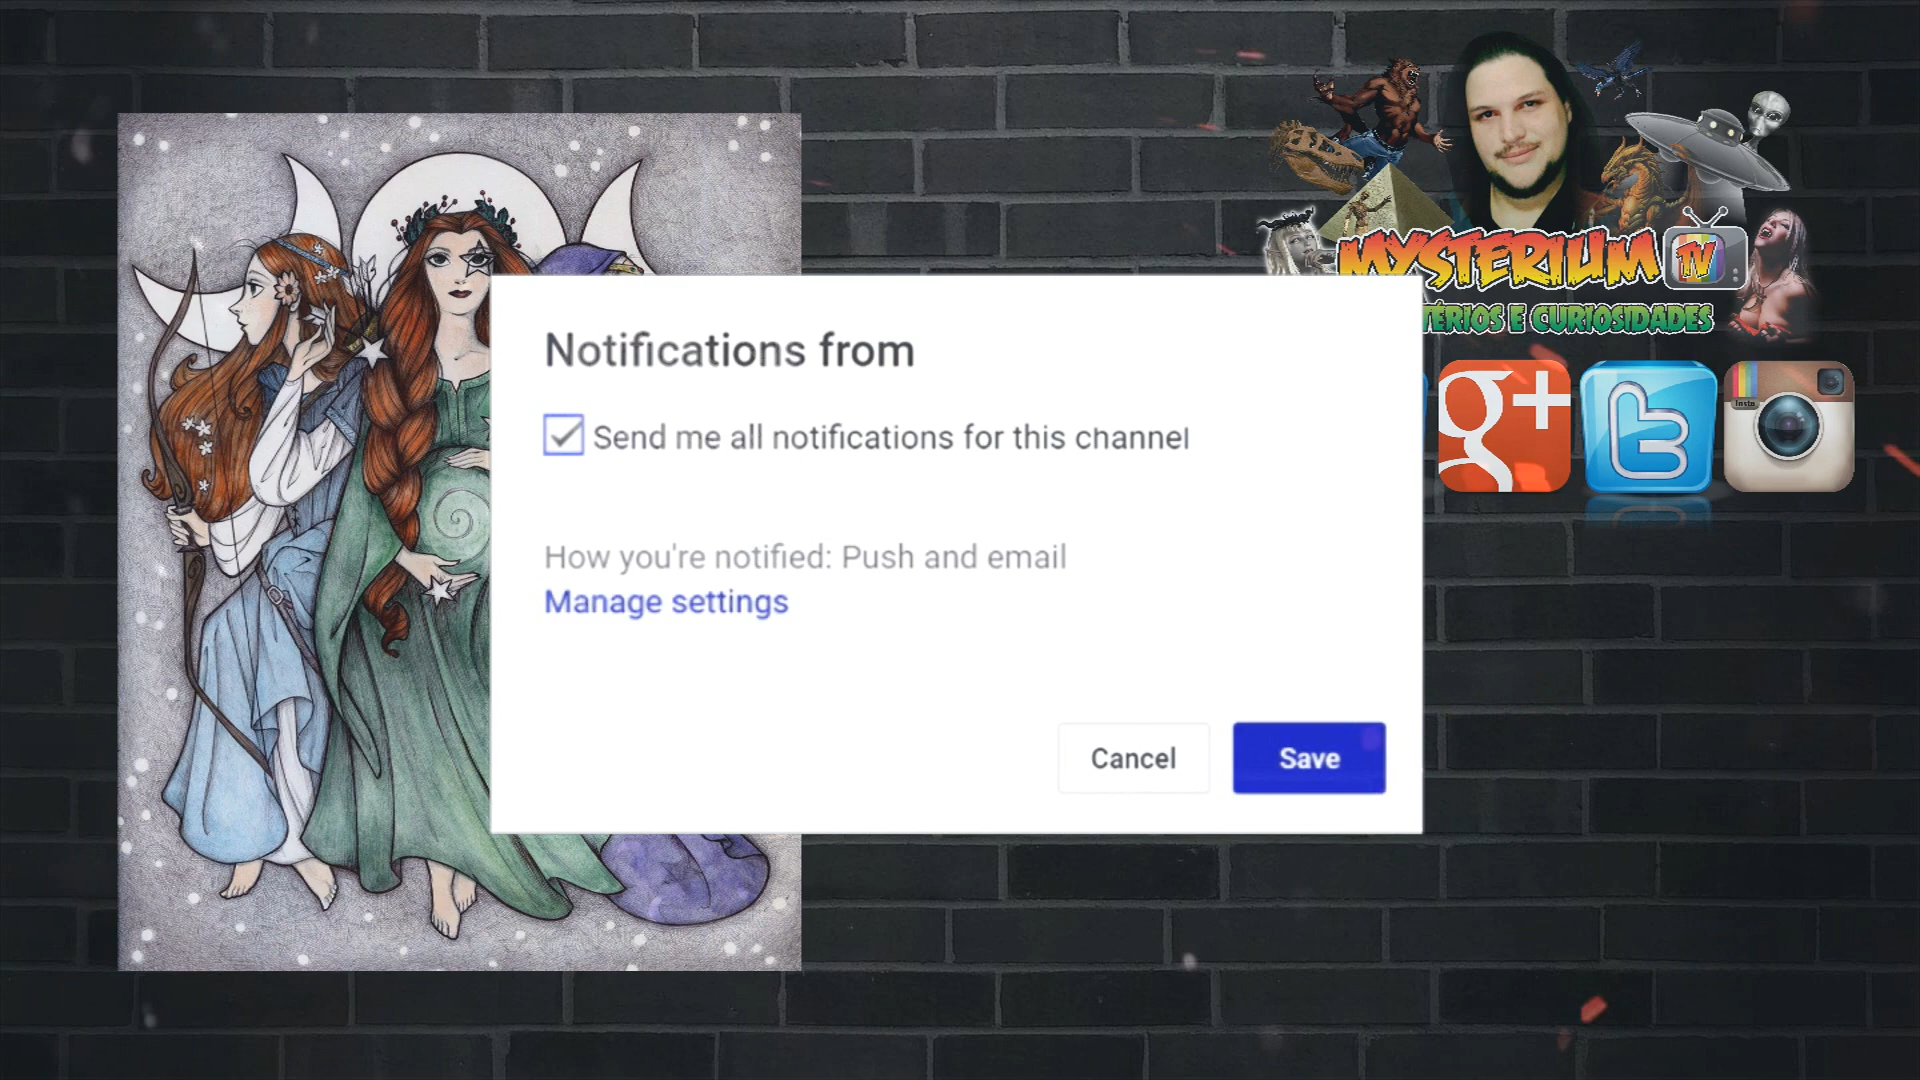 MYSTERIUM TV
TÉRIOS E CURIOSIDADES
Notifications from
Send me all notifications for this channel
g+
Insta
How you're notified: Push and email
Manage settings
Cancel
Save